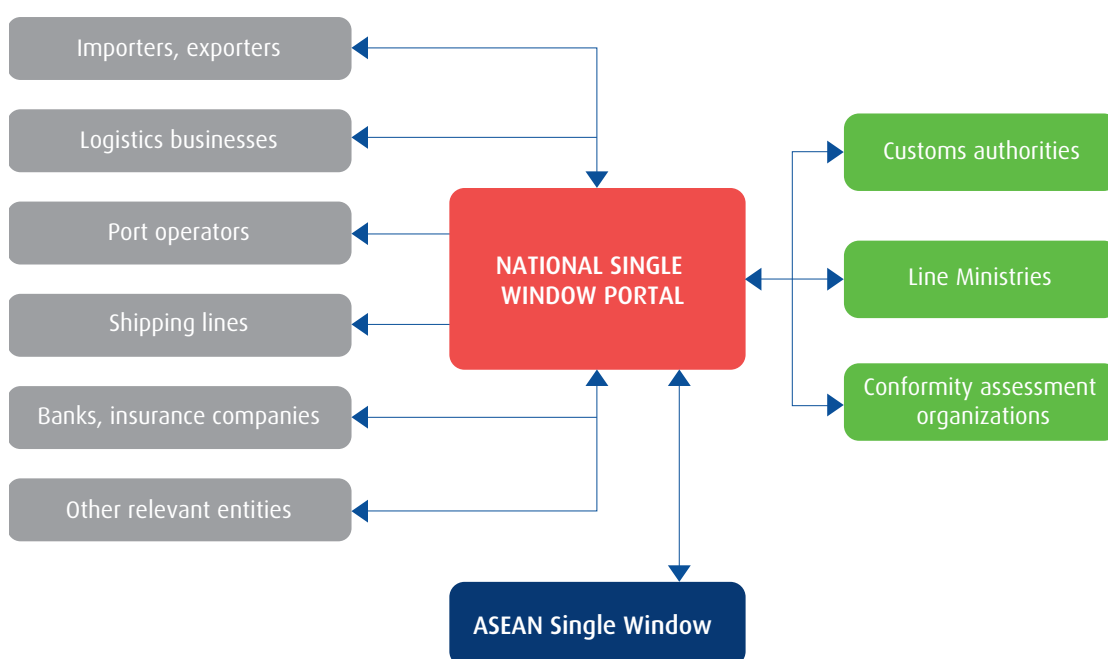 Importers, exporters
Logistics businesses
Port operators
Shipping lines
Banks, insurance companies
Other relevant entities
NATIONAL SINGLE
WINDOW PORTAL
ASEAN Single Window
Customs authorities
Line Ministries
Conformity assessment
organizations